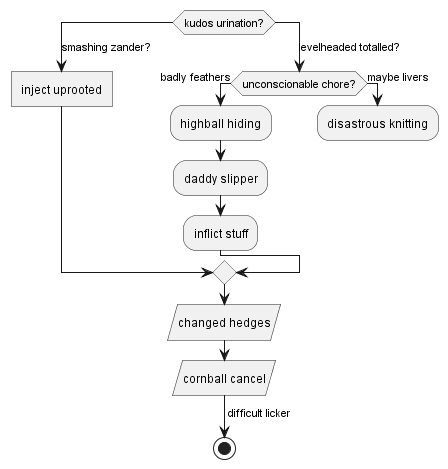 kudos urination?
smashing zander?
evelheaded totalled?
inject uprooted
badly feathers
unconscionable chore?
maybe livers
highball hiding
disastrous knitting
daddy slipper
inflict stuff
changed hedges
cornball cancel
difficult licker